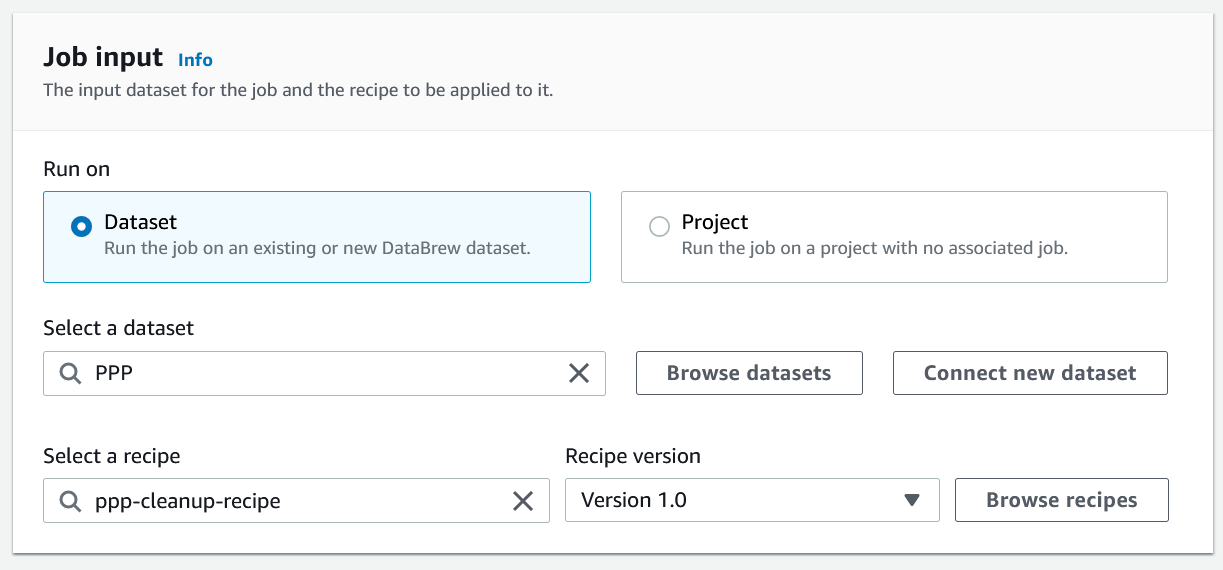 Job input Info
The input dataset for the job and the recipe to be applied to it.
Run on
Dataset
Run the job on an existing or new DataBrew dataset.
Project
Run the job on a project with no associated job.
Select a dataset
PPP
Browse datasets
Connect new dataset
Select a recipe
ppp-cleanup-recipe
Recipe version
Version 1.0
Browse recipes